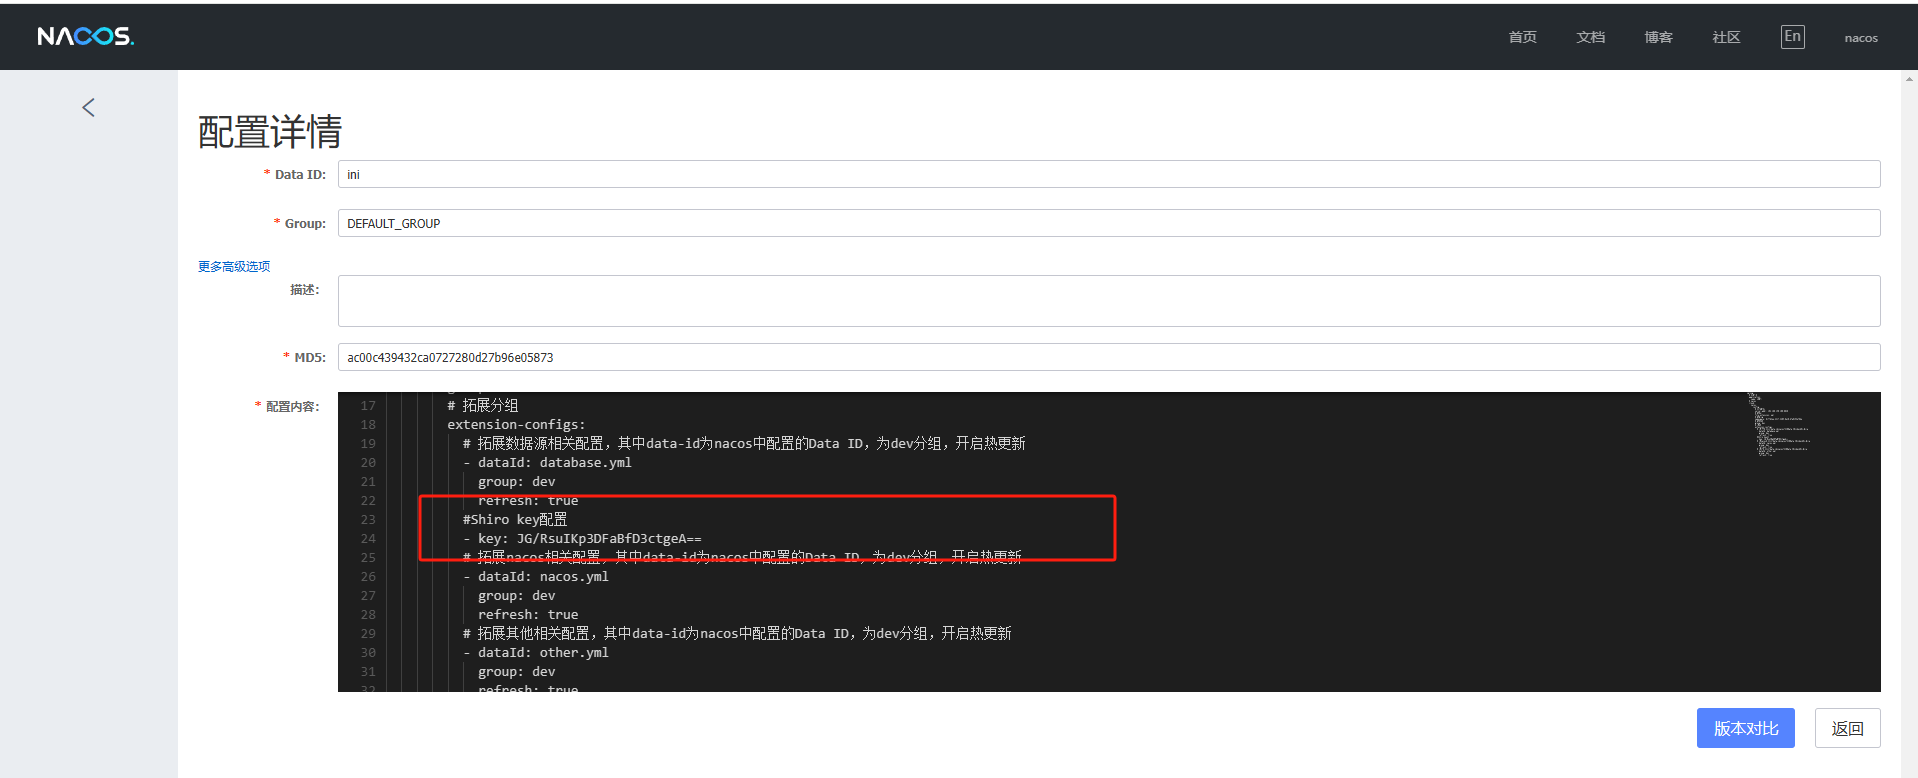 NACOS.
首页 文档 博客 社区 En nacos
配置详情
* Data ID: ini
* Group: DEFAULT_GROUP
更多高级选项
描述:
* MD5: ac00c439432ca0727280d27b96e05873
* 配置内容:
17 # 拓展分组
18 extension-configs:
19 # 拓展数据源相关配置，其中data-id为nacos中配置的Data ID，为dev分组，开启热更新
20 - dataId: database.yml
21 group: dev
22 refresh: true
23 #Shiro key配置
24 - key: JG/RsuIKp3DFaBfD3ctgeA==
25 # 拓展nacos相关配置，其中data-id为nacos中配置的Data ID，为dev分组，开启热更新
26 - dataId: nacos.yml
27 group: dev
28 refresh: true
29 # 拓展其他相关配置，其中data-id为nacos中配置的Data ID，为dev分组，开启热更新
30 - dataId: other.yml
31 group: dev
32 refresh: true
版本对比 返回